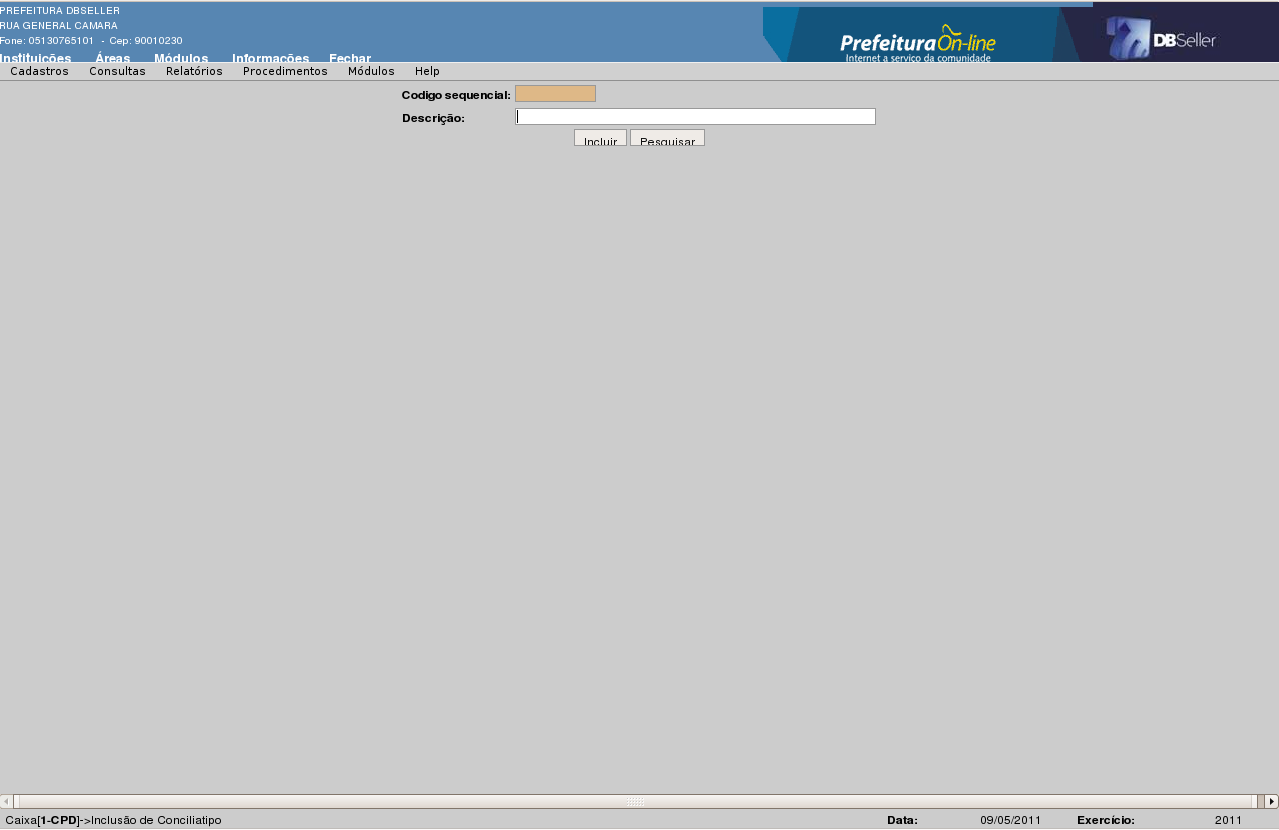 PREFEITURA DBSELLER
RUA GENERAL CAMARA
Fone: 05130765101 - Cep: 90010230
Prefeitura On-line
Internet a serviço da comunidade
DBSeller
Instituições Áreas Módulos Informações Fechar
Cadastros Consultas Relatórios Procedimentos Módulos Help
Codigo sequencial:
Descrição:
Incluir Pesquisar
Caixa[1-CPD]->Inclusão de Conciliatipo Data: 09/05/2011 Exercício: 2011